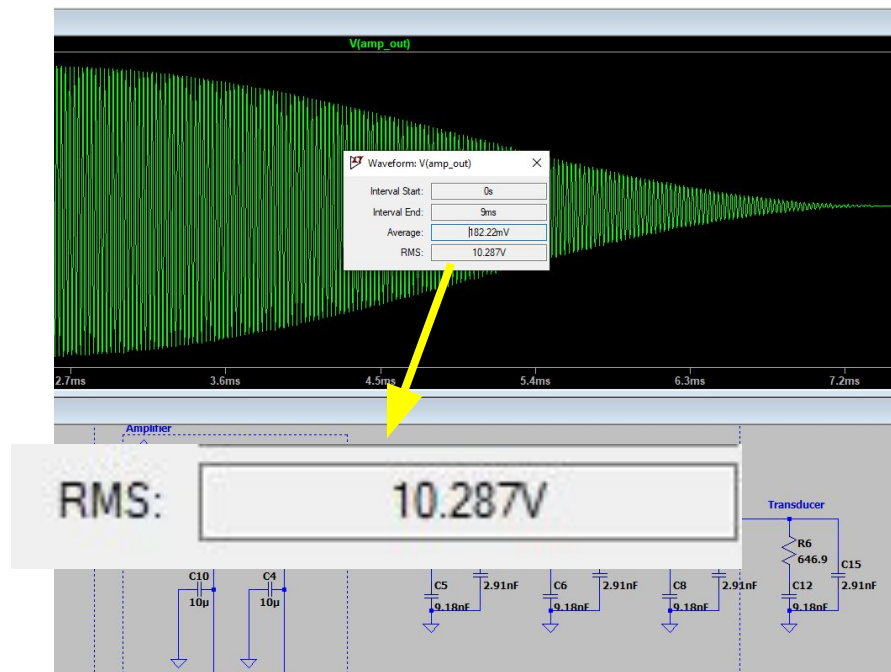 V(amp_out)
Waveform: V(amp_out)
Interval Start: 0s
Interval End: 9ms
Average: 182.22mV
RMS: 10.287V
2.7ms 3.6ms 4.5ms 5.4ms 6.3ms 7.2ms
Amplifier
RMS: 10.287V
Transducer
R6
646.9
C15
2.91nF
C10
10µ
C4
10µ
C5
9.18nF
2.91nF
C6
9.18nF
2.91nF
C8
9.18nF
2.91nF
C12
9.18nF